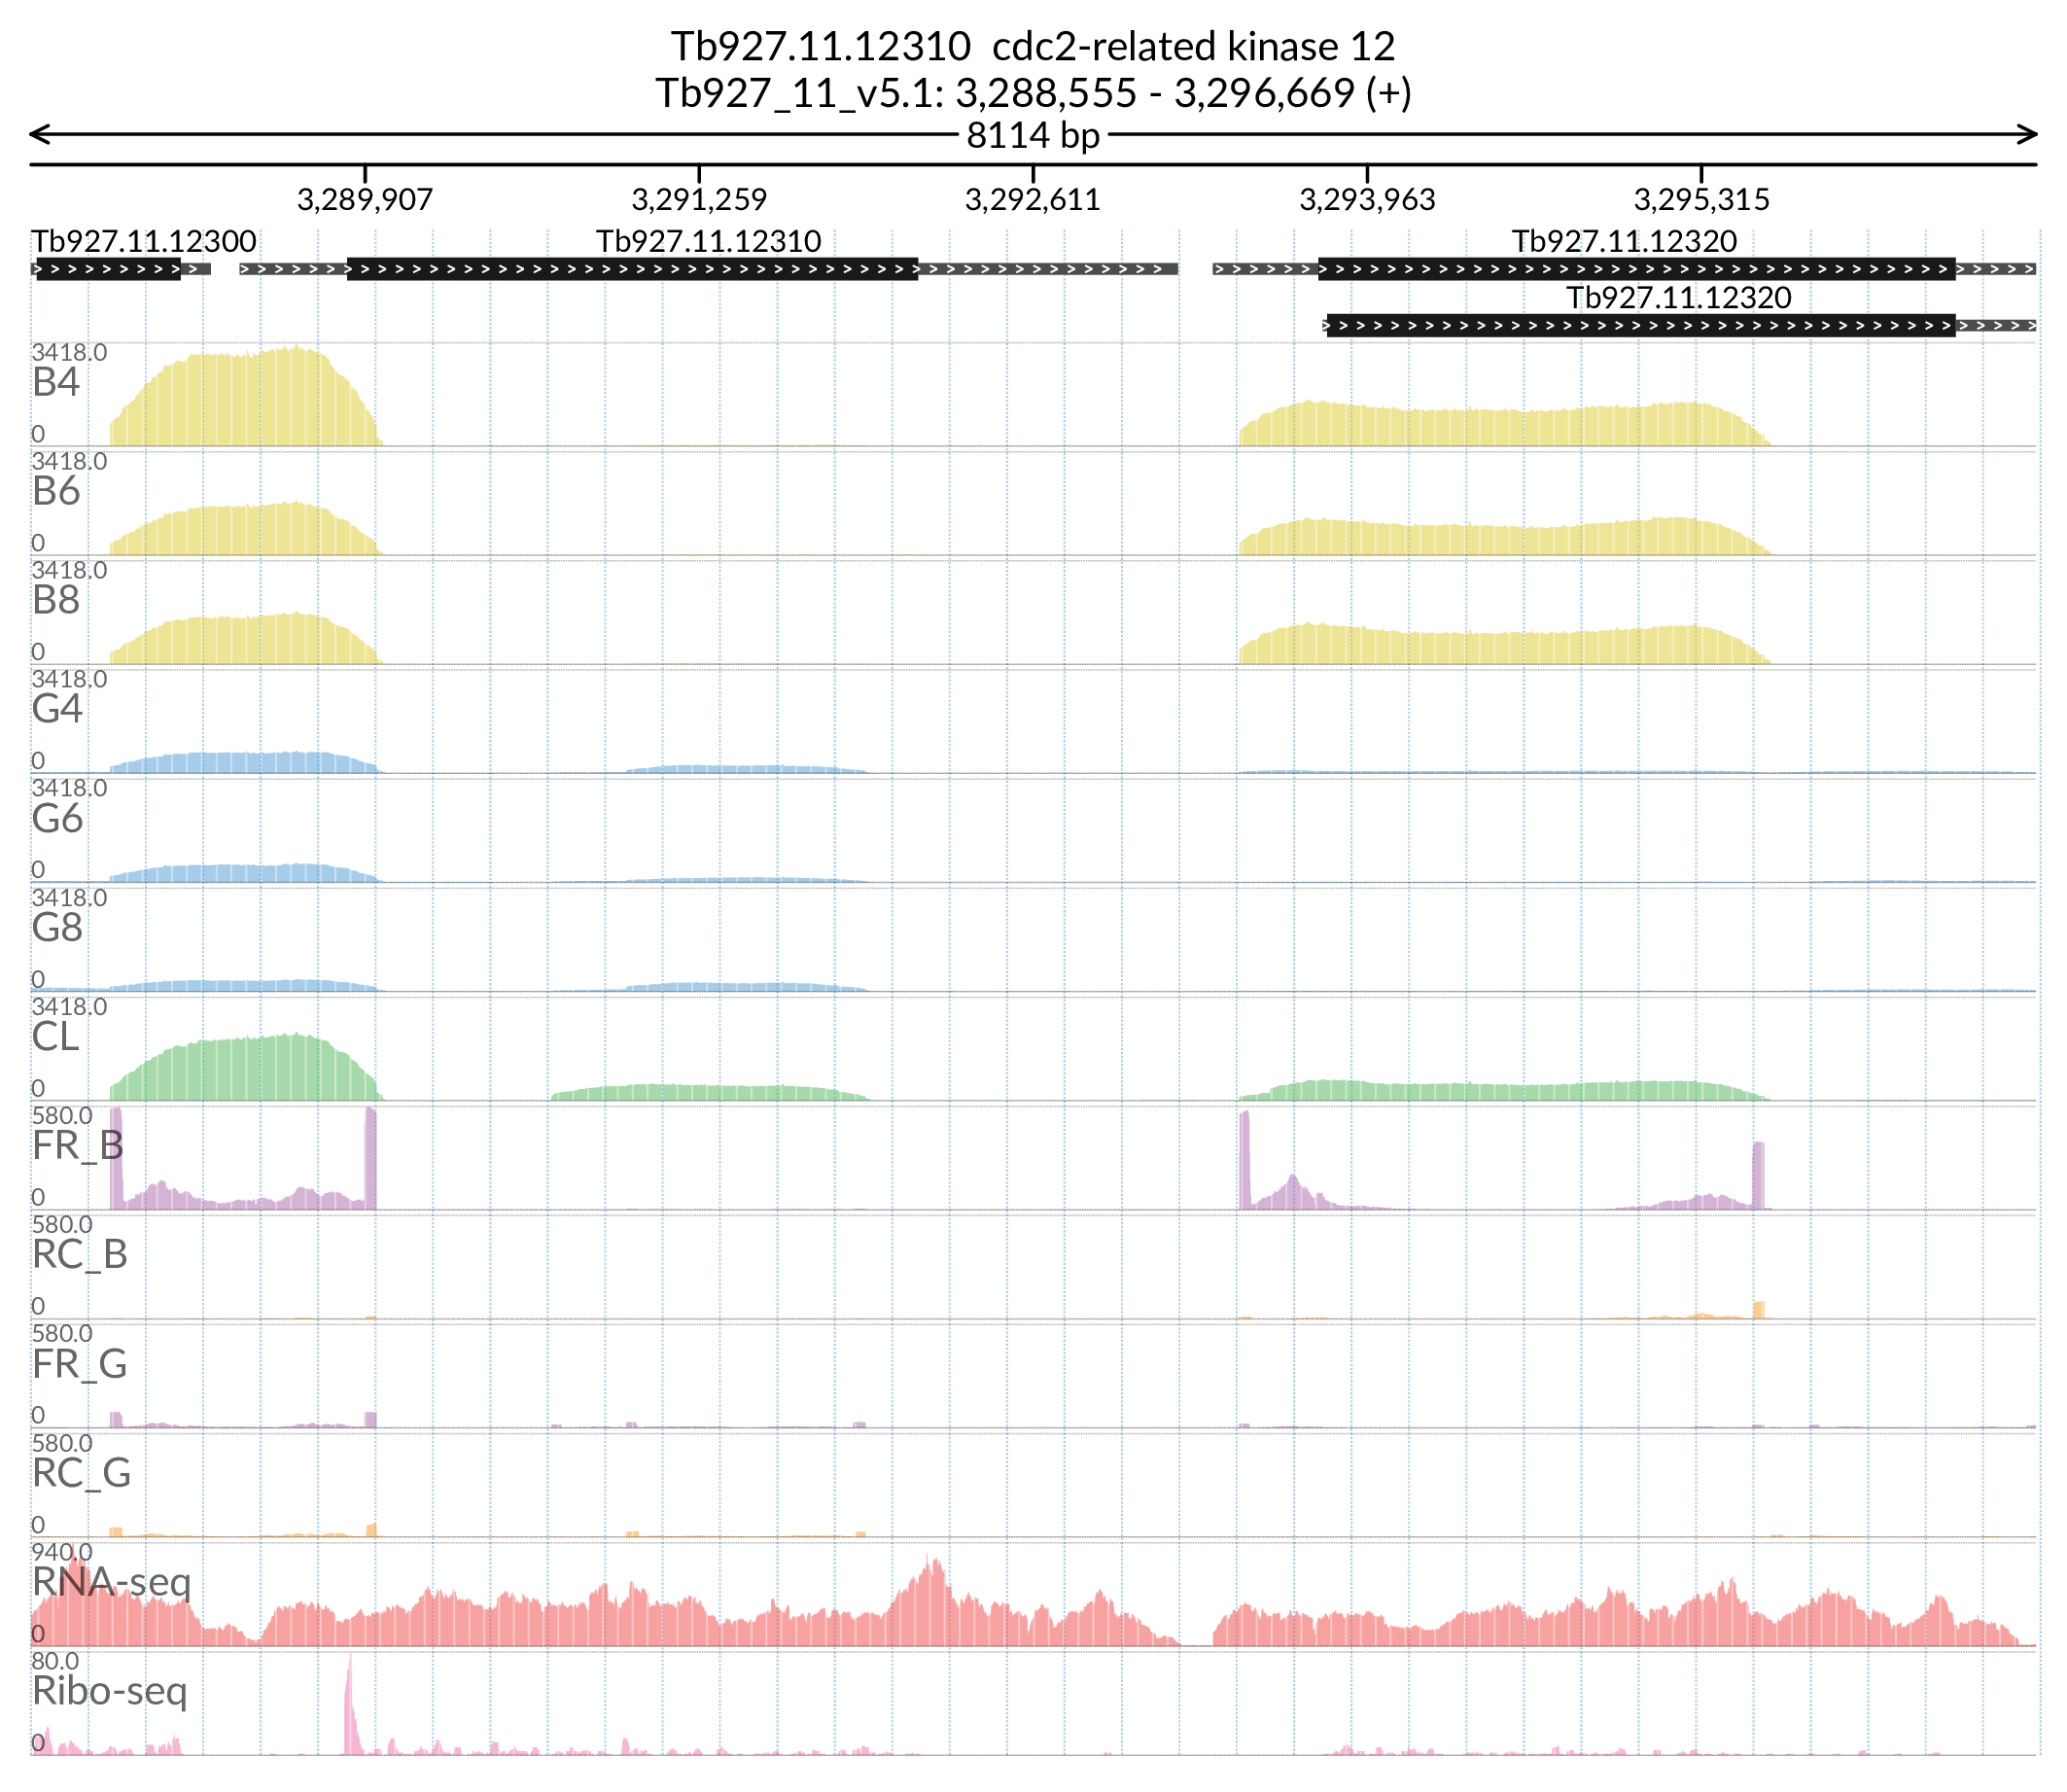 Tb927.11.12310  cdc2-related kinase 12
Tb927_11_v5.1: 3,288,555 - 3,296,669 (+)
8114 bp
3,289,907 3,291,259 3,292,611 3,293,963 3,295,315
Tb927.11.12300 Tb927.11.12310 Tb927.11.12320
Tb927.11.12320
3418.0
B4
0
3418.0
B6
0
3418.0
B8
0
3418.0
G4
0
3418.0
G6
0
3418.0
G8
0
3418.0
CL
0
580.0
FR_B
0
580.0
RC_B
0
580.0
FR_G
0
580.0
RC_G
0
940.0
RNA-seq
0
80.0
Ribo-seq
0